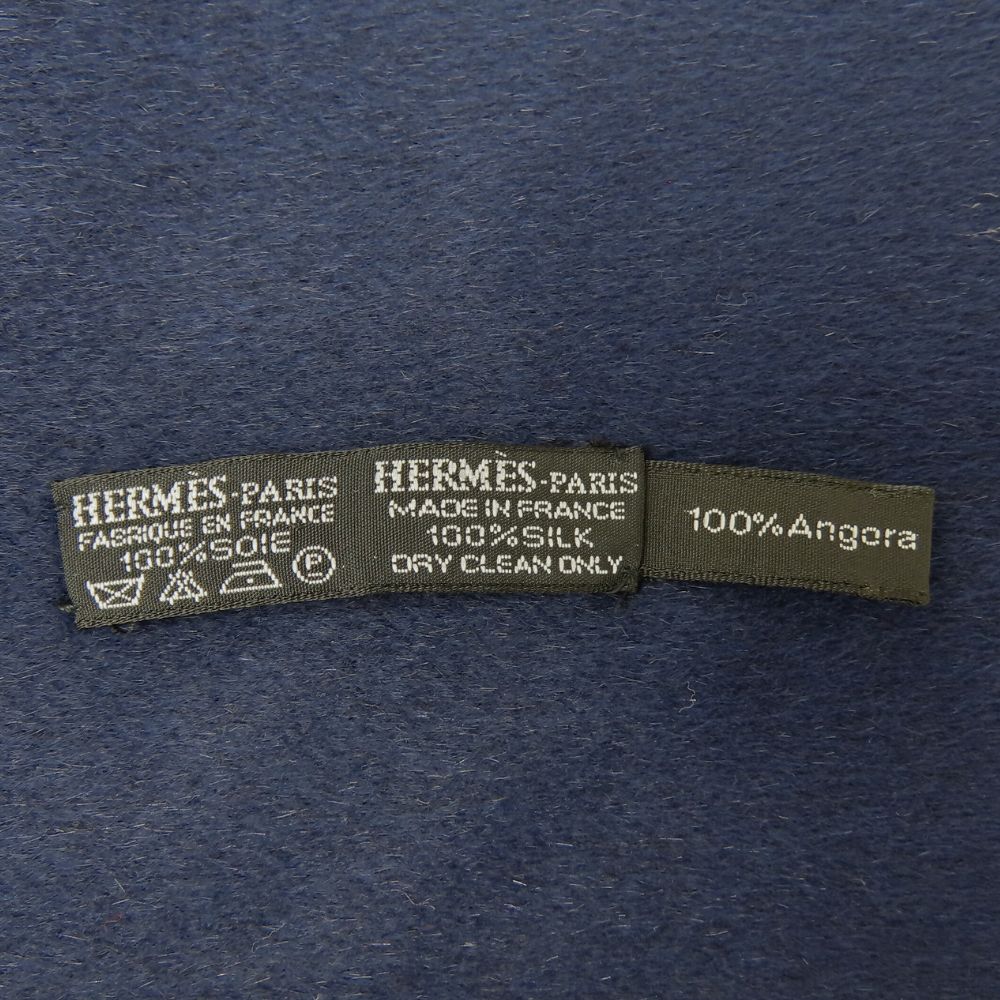 HERMÈS-PARIS
FABRIQUE EN FRANCE
100%SOIE
P
HERMÈS-PARIS
MADE IN FRANCE
100%SILK
DRY CLEAN ONLY
100%Angora